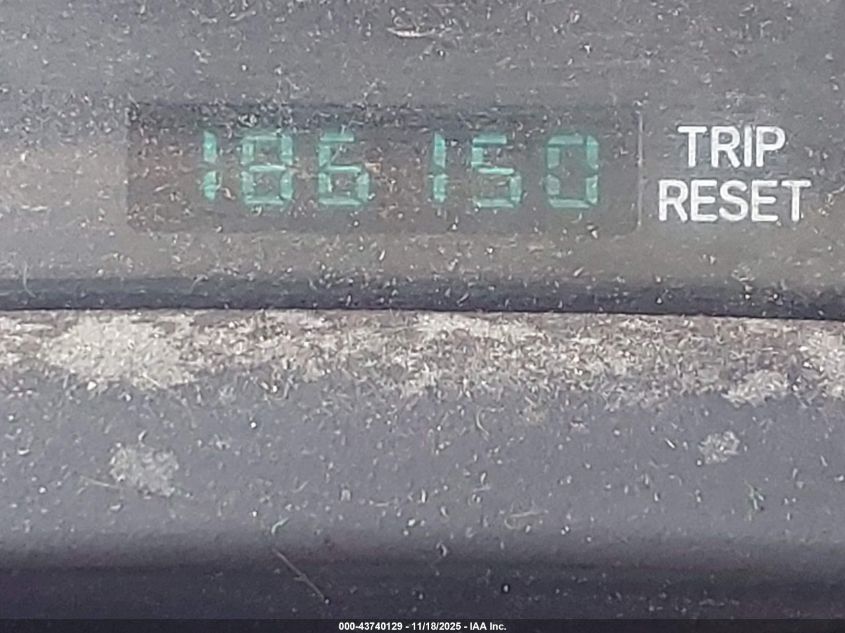 186150
TRIP
RESET
000-43740129 - 11/18/2025 - IAA Inc.